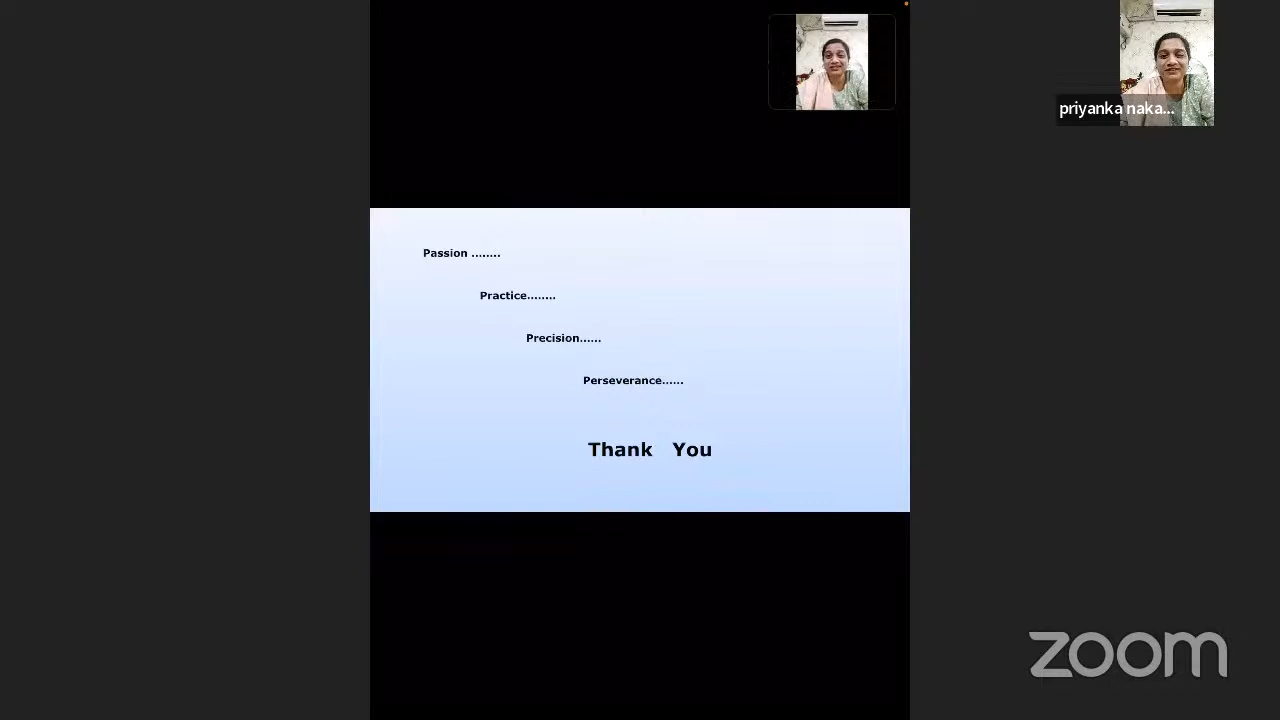 priyanka naka...
Passion ........
Practice........
Precision......
Perseverance......
Thank You
zoom